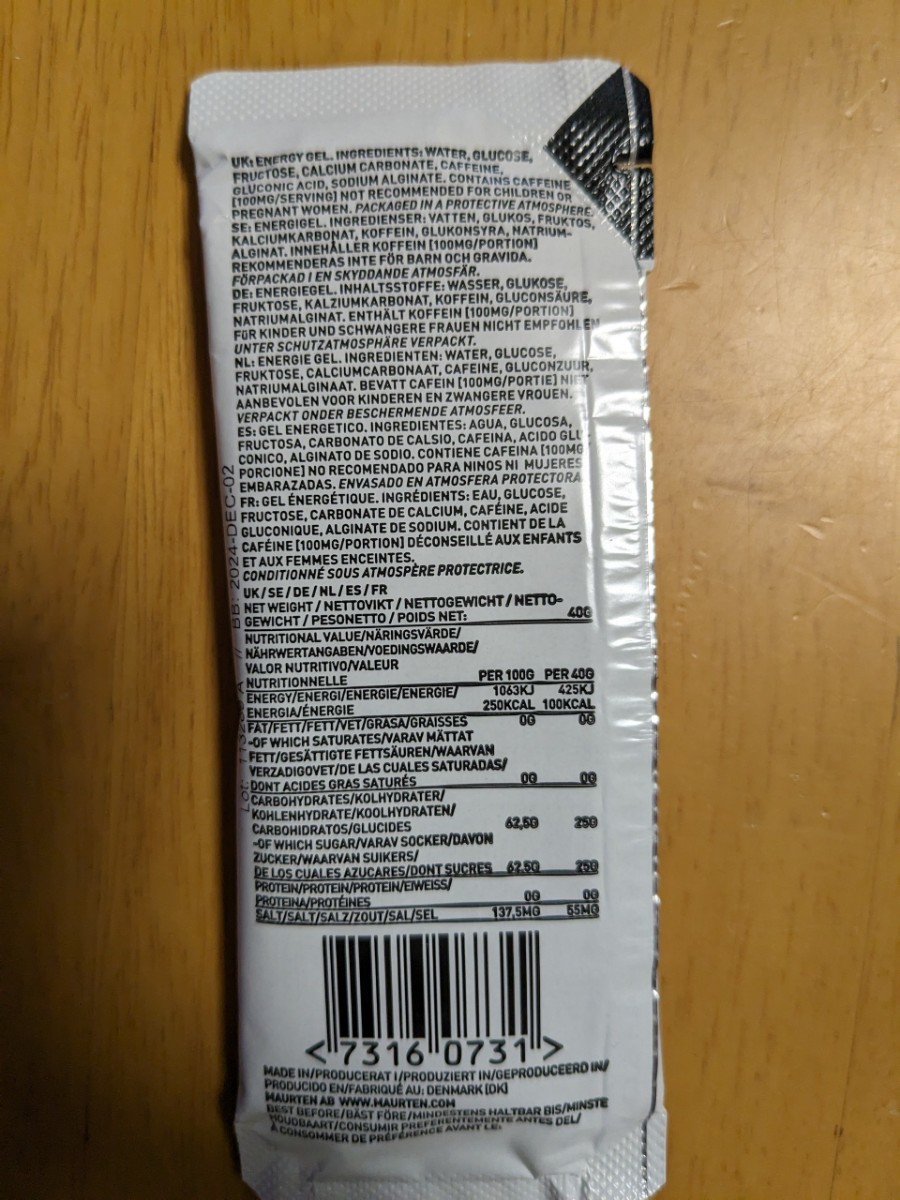 UK: ENERGY GEL. INGREDIENTS: WATER, GLUCOSE,
FRUCTOSE, CALCIUM CARBONATE, CAFFEINE,
GLUCONIC ACID, SODIUM ALGINATE. CONTAINS CAFFEINE
[100MG/SERVING] NOT RECOMMENDED FOR CHILDREN OR
PREGNANT WOMEN. PACKAGED IN A PROTECTIVE ATMOSPHERE.
SE: ENERGIGEL. INGREDIENSER: VATTEN, GLUKOS, FRUKTOS,
KALCIUMKARBONAT, KOFFEIN, GLUKONSYRA, NATRIUM-
ALGINAT. INNEHÅLLER KOFFEIN [100MG/PORTION]
REKOMMENDERAS INTE FÖR BARN OCH GRAVIDA.
FÖRPACKAD I EN SKYDDANDE ATMOSFÄR.
DE: ENERGIEGEL. INHALTSSTOFFE: WASSER, GLUKOSE,
FRUKTOSE, KALZIUMKARBONAT, KOFFEIN, GLUCONSÄURE,
NATRIUMALGINAT. ENTHÄLT KOFFEIN [100MG/PORTION]
FÜR KINDER UND SCHWANGERE FRAUEN NICHT EMPFOHLEN
UNTER SCHUTZATMOSPHÄRE VERPACKT.
NL: ENERGIE GEL. INGREDIENTEN: WATER, GLUCOSE,
FRUKTOSE, CALCIUMCARBONAAT, CAFEINE, GLUCONZUUR,
NATRIUMALGINAAT. BEVATT CAFEIN [100MG/PORTIE] NIET
AANBEVOLEN VOOR KINDEREN EN ZWANGERE VROUEN.
VERPACKT ONDER BESCHERMENDE ATMOSFEER.
ES: GEL ENERGETICO. INGREDIENTES: AGUA, GLUCOSA,
FRUCTOSA, CARBONATO DE CALSIO, CAFEINA, ACIDO GLU-
CONICO, ALGINATO DE SODIO. CONTIENE CAFEINA [100MG
PORCIONE] NO RECOMENDADO PARA NINOS NI MUJERES
EMBARAZADAS. ENVASADO EN ATMOSFERA PROTECTORA
FR: GEL ÉNERGÉTIQUE. INGRÉDIENTS: EAU, GLUCOSE,
FRUCTOSE, CARBONATE DE CALCIUM, CAFÉINE, ACIDE
GLUCONIQUE, ALGINATE DE SODIUM. CONTIENT DE LA
CAFÉINE [100MG/PORTION] DÉCONSEILLÉ AUX ENFANTS
ET AUX FEMMES ENCEINTES.
CONDITIONNÉ SOUS ATMOSPÈRE PROTECTRICE.
UK/SE/DE/NL/ES/FR
NET WEIGHT / NETTOVIKT / NETTOGEWICHT / NETTO-
GEWICHT / PESONETTO / POIDS NET: 40G
NUTRITIONAL VALUE/NÄRINGSVÄRDE/
NÄHRWERTANGABEN/VOEDINGSWAARDE/
VALOR NUTRITIVO/VALEUR
NUTRITIONNELLE PER 100G PER 40G
ENERGY/ENERGI/ENERGIE/ENERGIE/ 1063KJ 425KJ
ENERGIA/ÉNERGIE 250KCAL 100KCAL
FAT/FETT/FETT/VET/GRASA/GRAISSES 0G 0G
-OF WHICH SATURATES/VARAV MÄTTAT
FETT/GESÄTTIGTE FETTSÄUREN/WAARVAN
VERZADIGOVET/DE LAS CUALES SATURADAS/
DONT ACIDES GRAS SATURÉS 0G 0G
CARBOHYDRATES/KOLHYDRATER/
KOHLENHYDRATE/KOOLHYDRATEN/
CARBOHIDRATOS/GLUCIDES 62,5G 25G
-OF WHICH SUGAR/VARAV SOCKER/DAVON
ZUCKER/WAARVAN SUIKERS/
DE LOS CUALES AZUCARES/DONT SUCRES 62.5G 25G
PROTEIN/PROTEIN/PROTEIN/EIWEISS/
PROTEINA/PROTÉINES 0G 0G
SALT/SALT/SALZ/ZOUT/SAL/SEL 137,5MG 55MG
BB: 2024-DEC-02
<7316 0731>
MADE IN/PRODUCERAT I/PRODUZIERT IN/GEPRODUCEERD IN/
PRODUCIDO EN/FABRIQUÉ AU: DENMARK [DK]
MAURTEN AB WWW.MAURTEN.COM
BEST BEFORE/BÄST FÖRE/MINDESTENS HALTBAR BIS/MINSTE
HOUDBAART/CONSUMIR PREFERENTEMENTE ANTES DEL/
A CONSOMMER DE PRÉFÉRENCE AVANT LE: